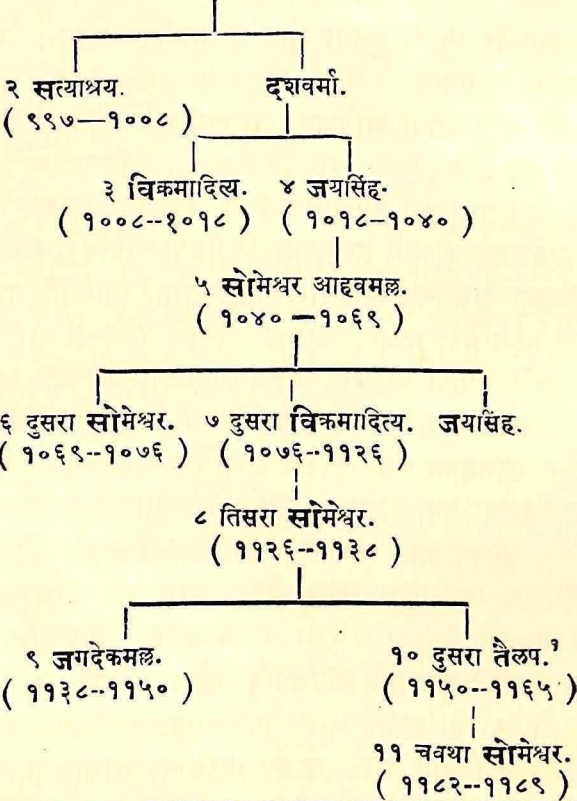 २ सत्याश्रय. दशवर्मा.
( ९९७—१००८ )
३ विक्रमादित्य. ४ जयसिंह.
( १००८--१०१८ ) ( १०१८–१०४० )
५ सोमेश्वर आहवमल्ल.
( १०४० — १०६९ )
६ दुसरा सोमेश्वर. ७ दुसरा विक्रमादित्य. जयसिंह.
( १०६९--१०७६ ) ( १०७६--११२६ )
८ तिसरा सोमेश्वर.
( ११२६--११३८ )
९ जगदेकमल्ल. १० दुसरा तैलप.१
( ११३८--११५० ) ( ११५०--११६५ )
११ चवथा सोमेश्वर.
( ११८२--११८९ )